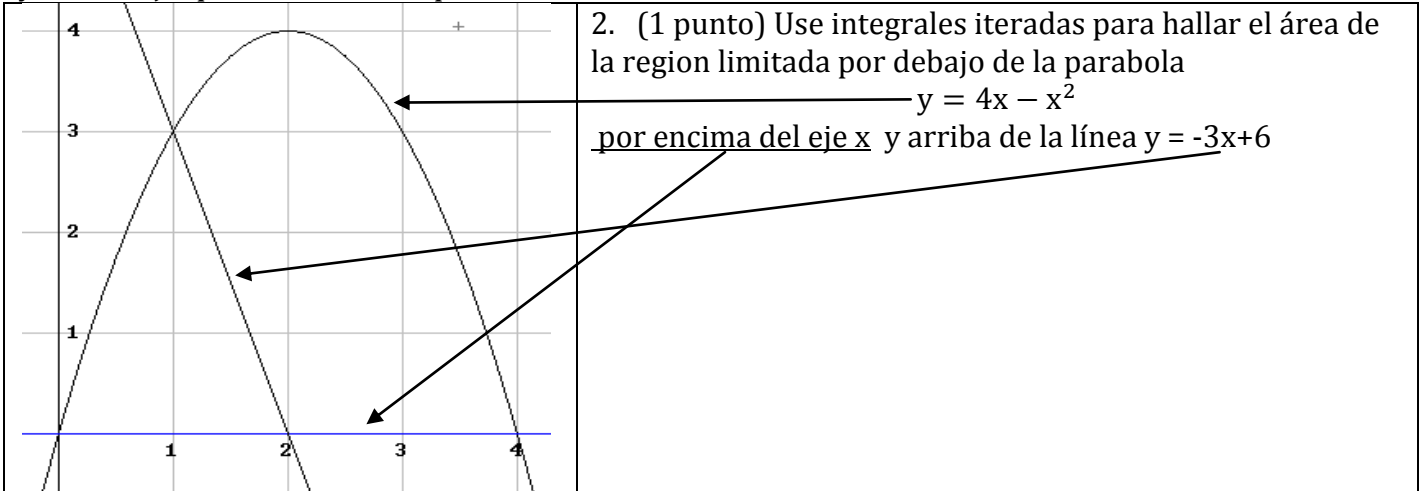 4
3
2
1
1 2 3 4
2. (1 punto) Use integrales iteradas para hallar el área de
la region limitada por debajo de la parabola
y = 4x − x²
por encima del eje x y arriba de la línea y = -3x+6